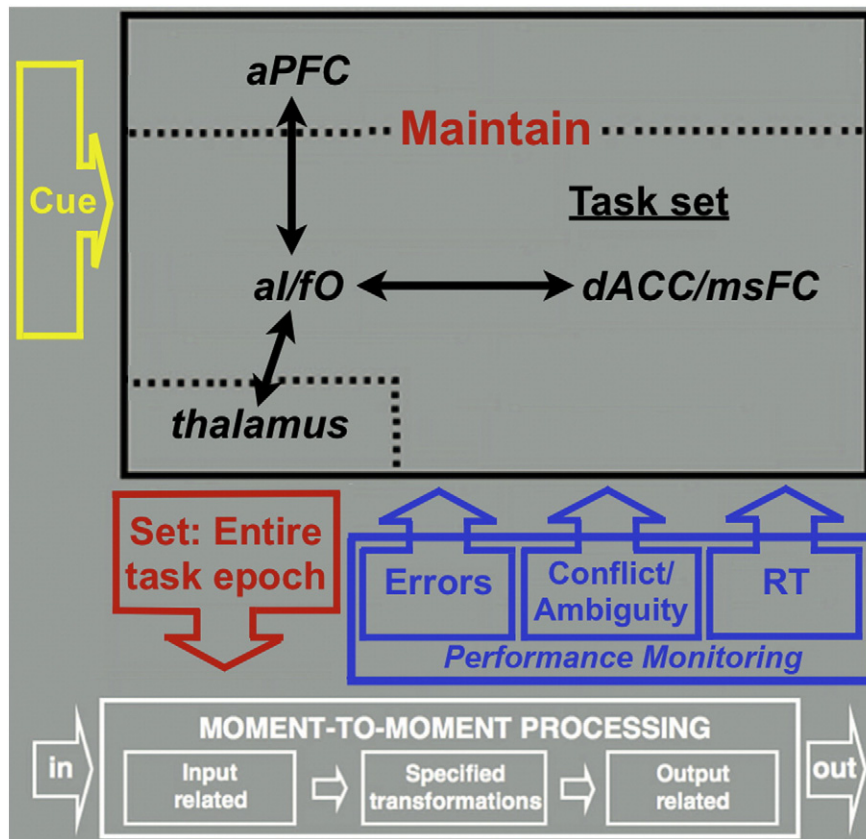 aPFC
Maintain
Cue
Task set
aI/fO
dACC/msFC
thalamus
Set: Entire
task epoch
Errors
Conflict/
Ambiguity
RT
Performance Monitoring
MOMENT-TO-MOMENT PROCESSING
in
Input
related
Specified
transformations
Output
related
out